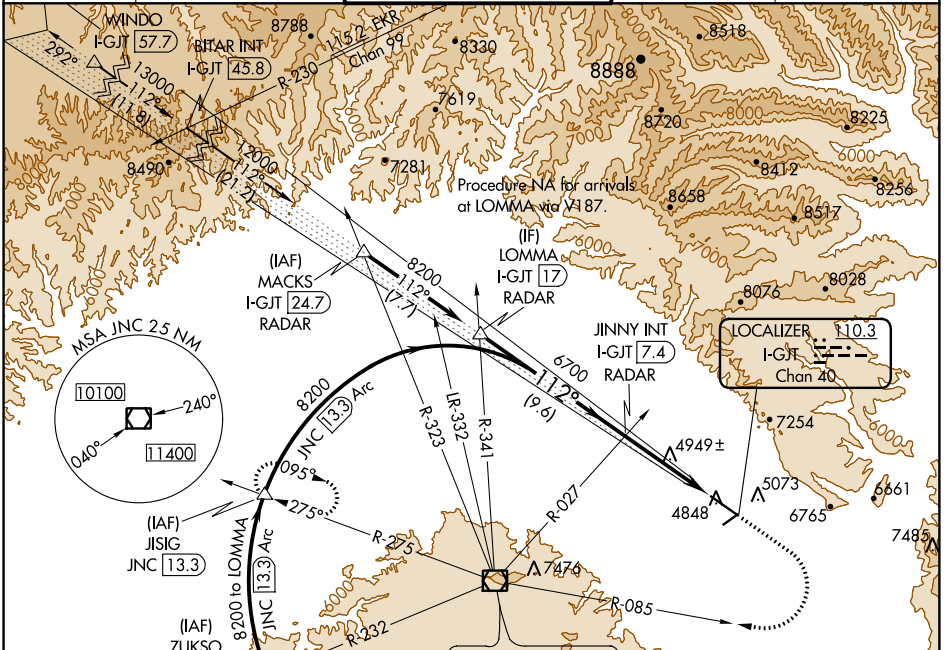 WINDO
I-GJT 57.7
8788
115.2 EKR
Chan 99
8330
8518
8888
BITAR INT
I-GJT 45.8
R-230
292°
13000
112°
(11.8)
7619
8720
8000
8225
6000
8490
12000
112°
(21.2)
7281
8412
8256
Procedure NA for arrivals
at LOMMA via V187.
8658
8517
6000
(IAF)
MACKS
I-GJT 24.7
RADAR
8200
112°
(7.7)
(IF)
LOMMA
I-GJT 17
RADAR
6000
8028
8076
JINNY INT
I-GJT 7.4
RADAR
LOCALIZER 110.3
I-GJT
Chan 40
MSA JNC 25 NM
10100
240°
040°
11400
8200
JNC 13.3 Arc
6700
112°
(9.6)
R-323
LR-332
R-341
7254
6000
4949±
095°
275°
R-027
5073
4848
6661
6765
7485
(IAF)
JISIG
JNC 13.3
R-275
7476
R-085
8200 to LOMMA
JNC 13.3 Arc
R-232
(IAF)
ZUKSO